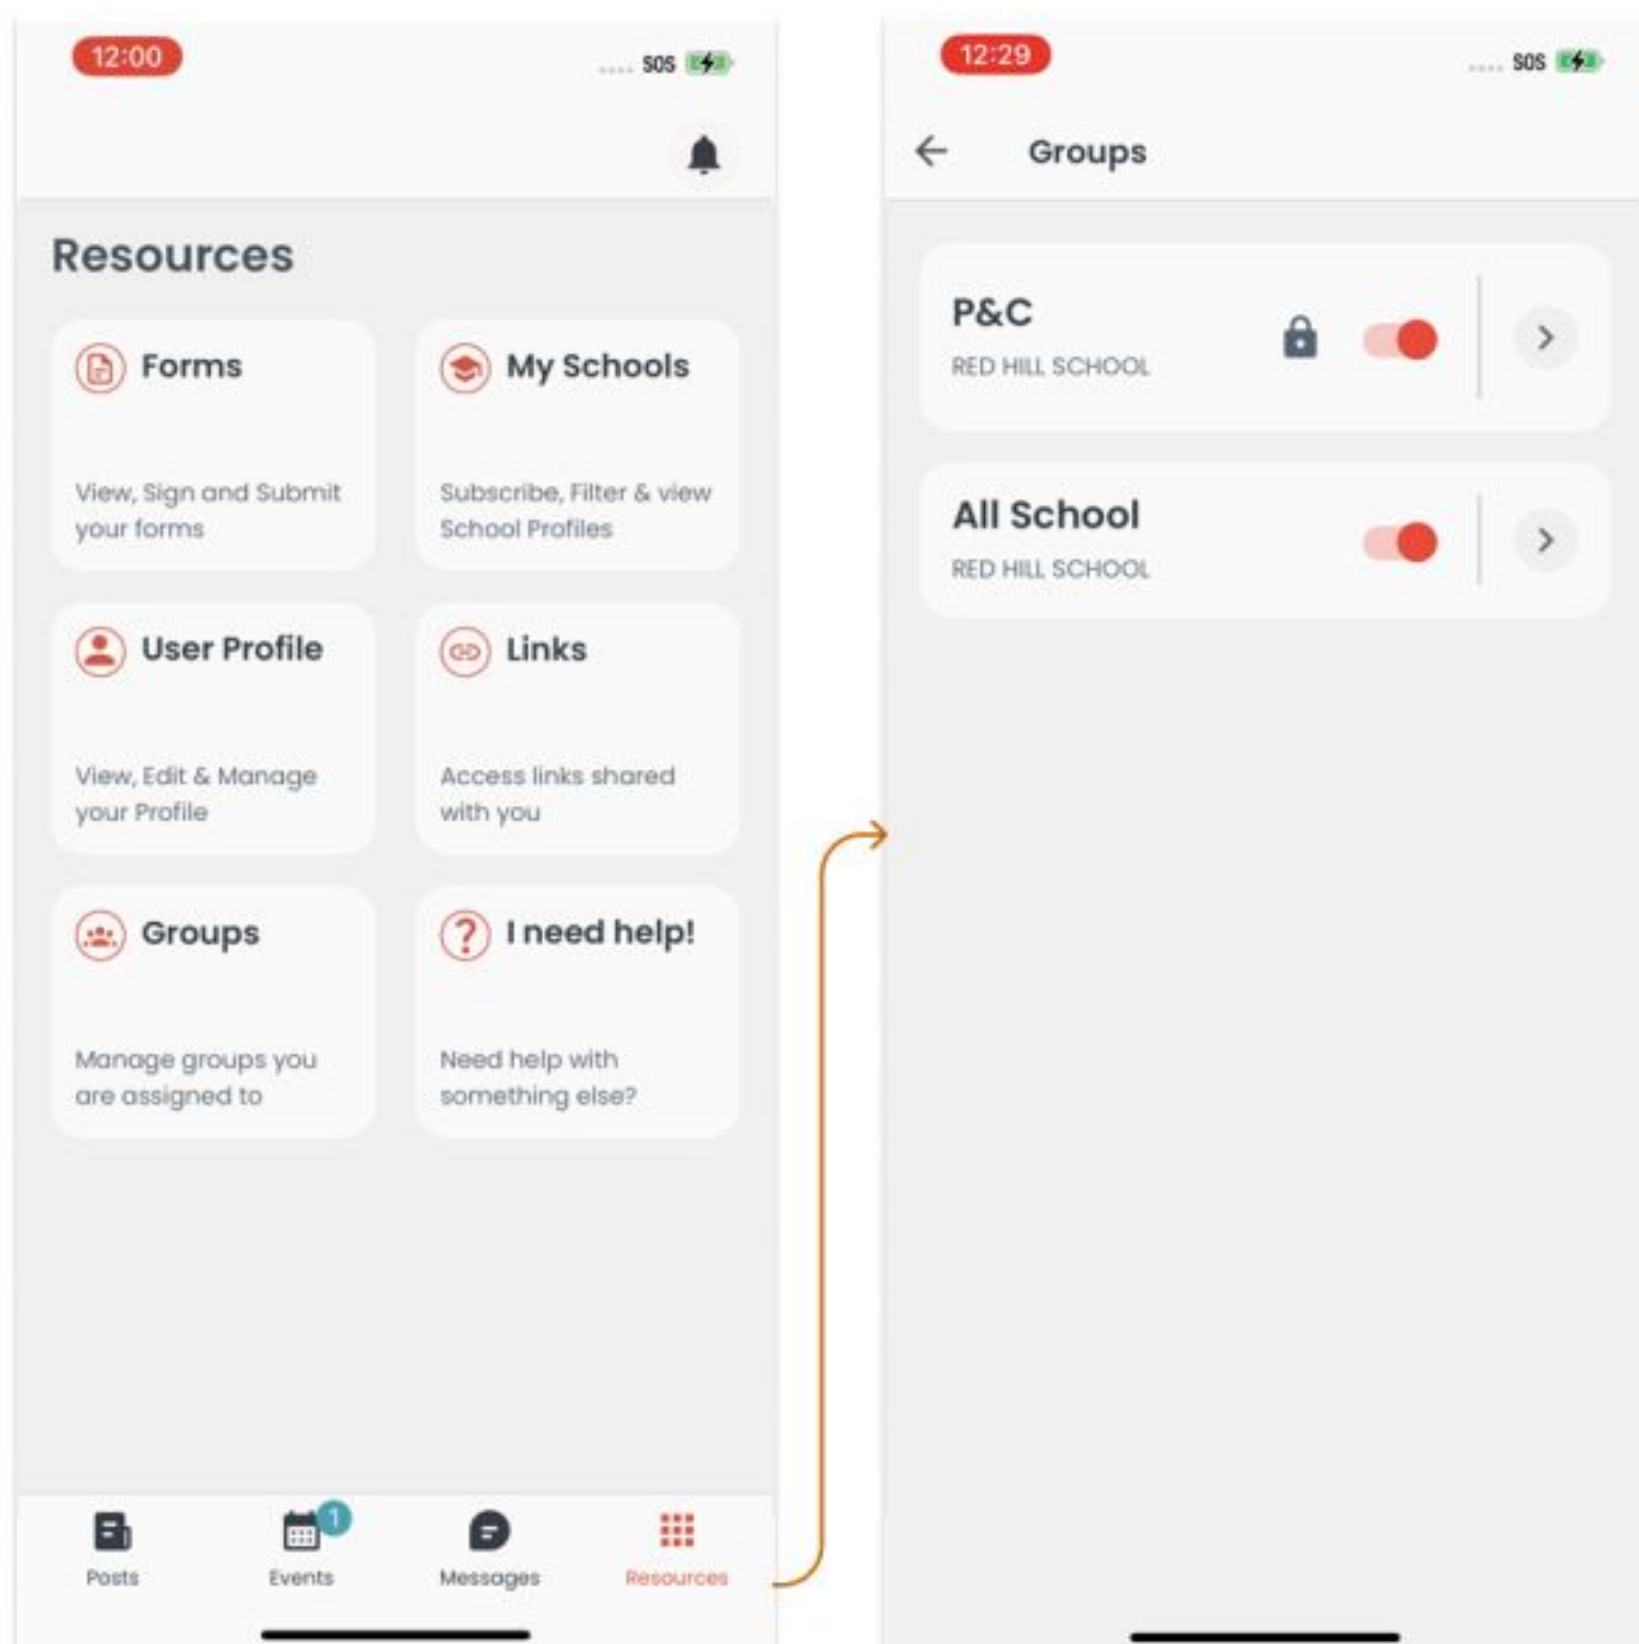 12:00
SOS
Resources
Forms
View, Sign and Submit
your forms
My Schools
Subscribe, Filter & view
School Profiles
User Profile
View, Edit & Manage
your Profile
Links
Access links shared
with you
Groups
Manage groups you
are assigned to
I need help!
Need help with
something else?
Posts
1
Events
Messages
Resources
12:29
SOS
Groups
P&C
RED HILL SCHOOL
All School
RED HILL SCHOOL